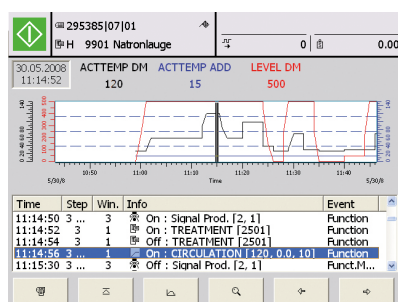 295385|07|01
H 9901 Natronlauge 0 0.00
30.05.2008 ACTTEMP DM ACTTEMP ADD LEVEL DM
11:14:52 120 15 500
10:50 11:00 11:10 11:20 11:30 11:40
5/30/8 Time 5/30/8
Time Step Win. Info Event
11:14:50 3 ... 3 On : Signal Prod. [2, 1] Function
11:14:52 3 1 On : TREATMENT [2501] Function
11:14:54 3 1 Off : TREATMENT [2501] Function
11:14:56 3 ... 1 On : CIRCULATION [120, 0.0, 10] Function
11:15:30 3 ... 3 Off : Signal Prod. [2, 1] Funct.M...